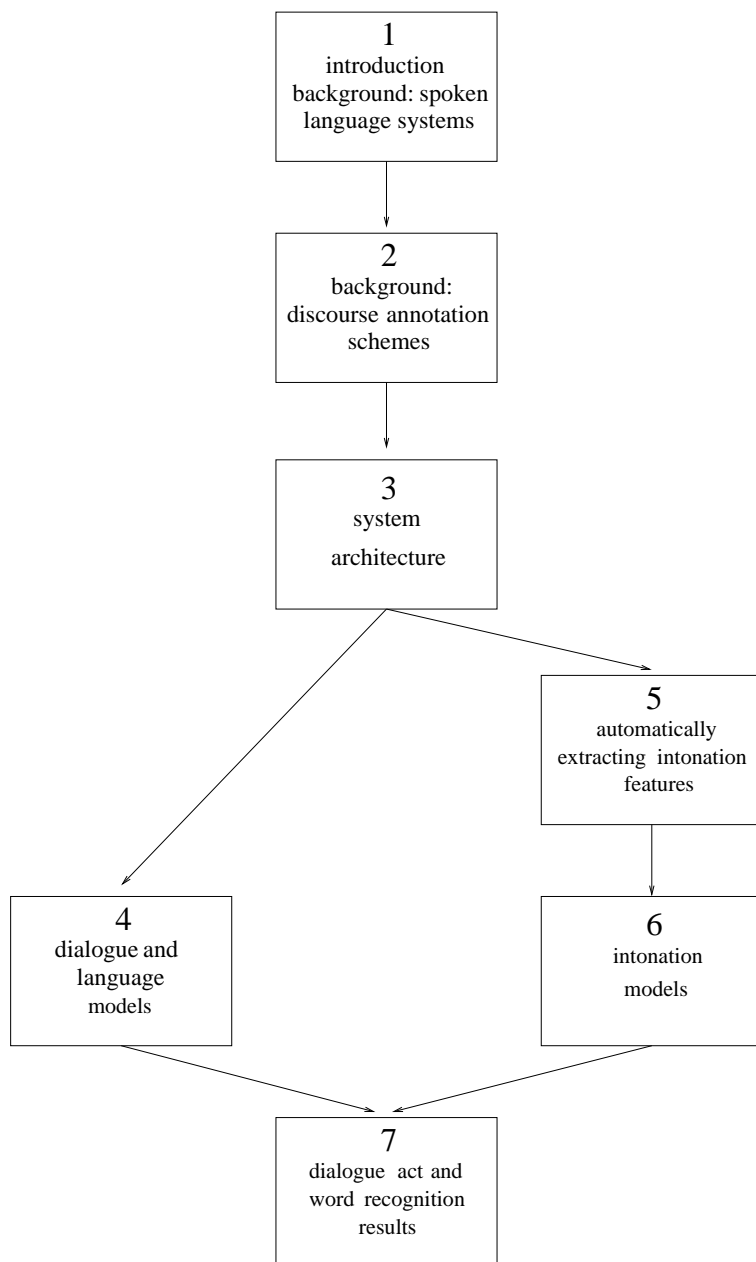 1
introduction
background: spoken
language systems
2
background:
discourse annotation
schemes
3
system
architecture
5
automatically
extracting intonation
features
4
dialogue and
language
models
6
intonation
models
7
dialogue act and
word recognition
results